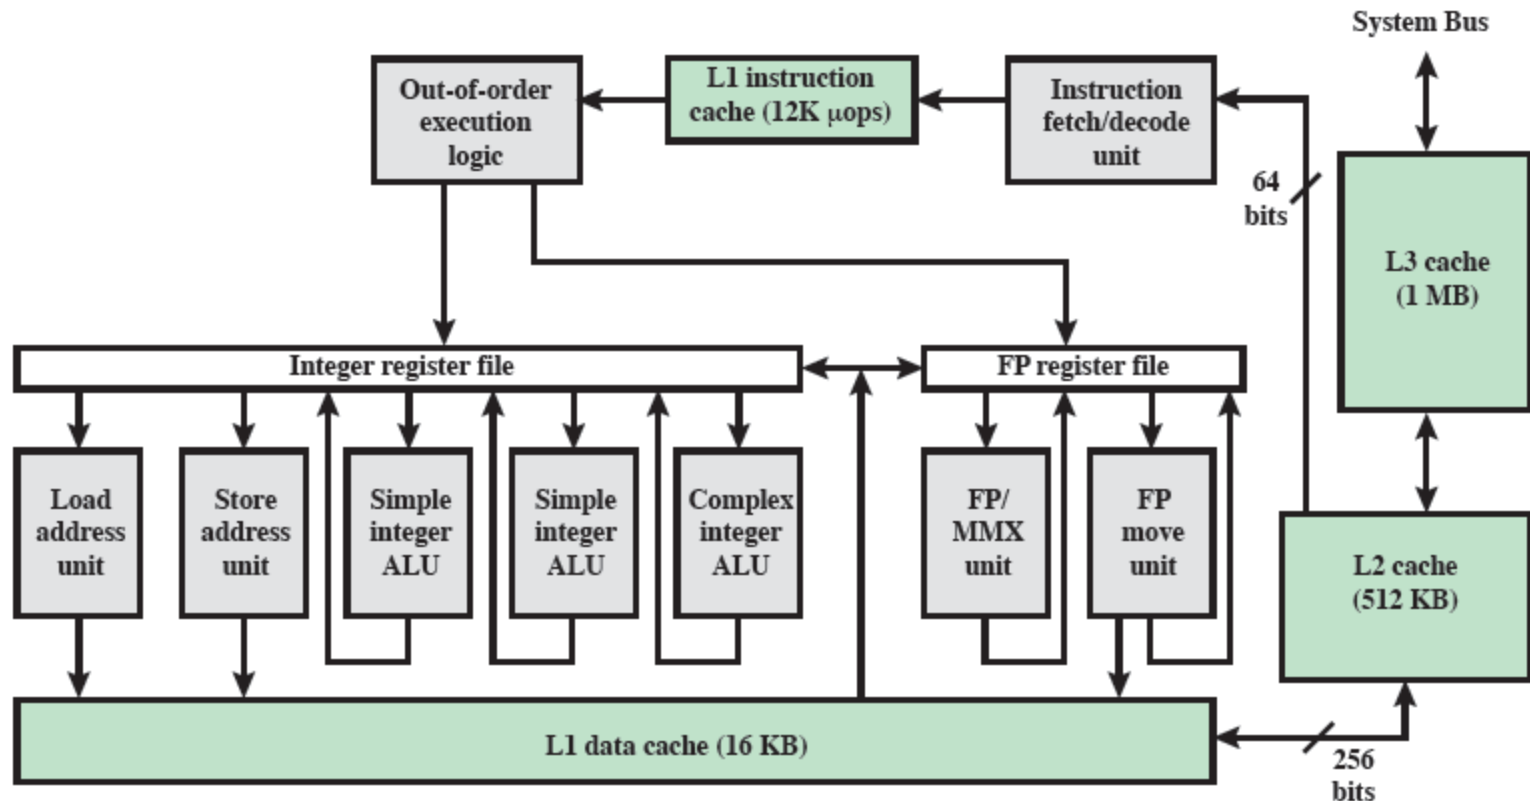 System Bus
Out-of-order
execution
logic
L1 instruction
cache (12K μops)
Instruction
fetch/decode
unit
64
bits
L3 cache
(1 MB)
Integer register file
FP register file
Load
address
unit
Store
address
unit
Simple
integer
ALU
Simple
integer
ALU
Complex
integer
ALU
FP/
MMX
unit
FP
move
unit
L2 cache
(512 KB)
L1 data cache (16 KB)
256
bits